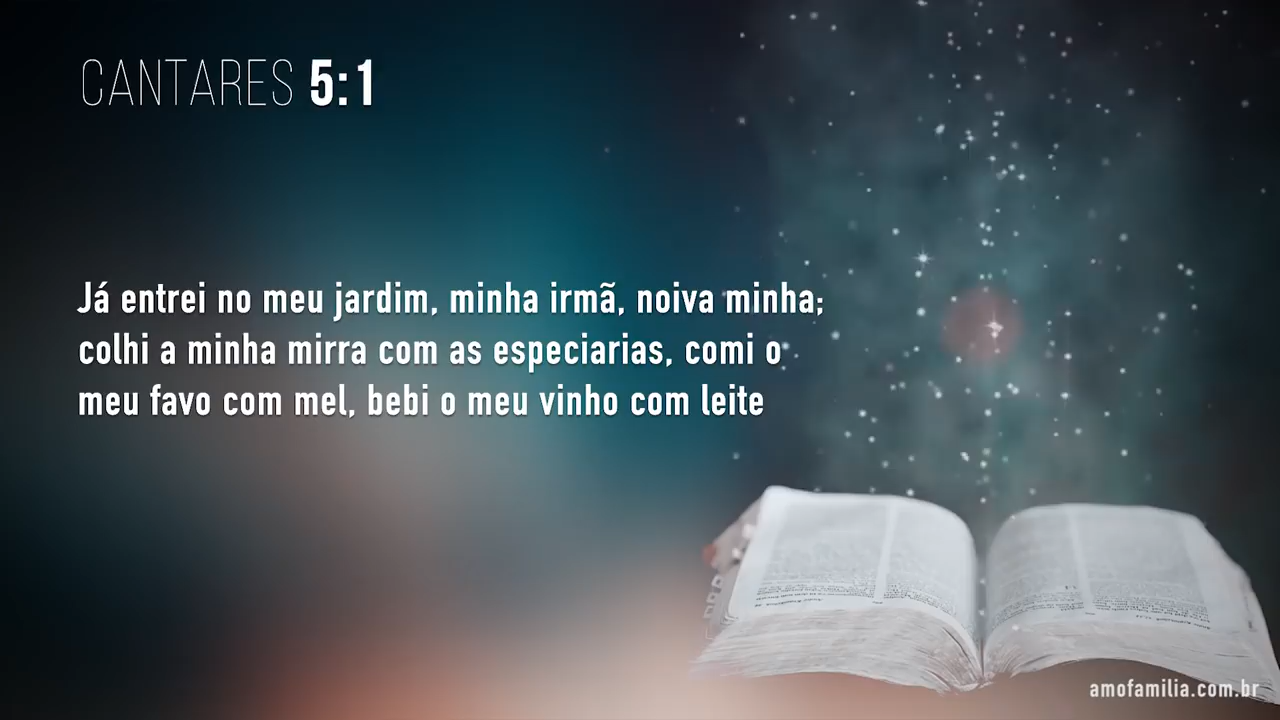 CANTARES 5:1
Já entrei no meu jardim, minha irmã, noiva minha;
colhi a minha mirra com as especiarias, comi o
meu favo com mel, bebi o meu vinho com leite
amofamilia.com.br